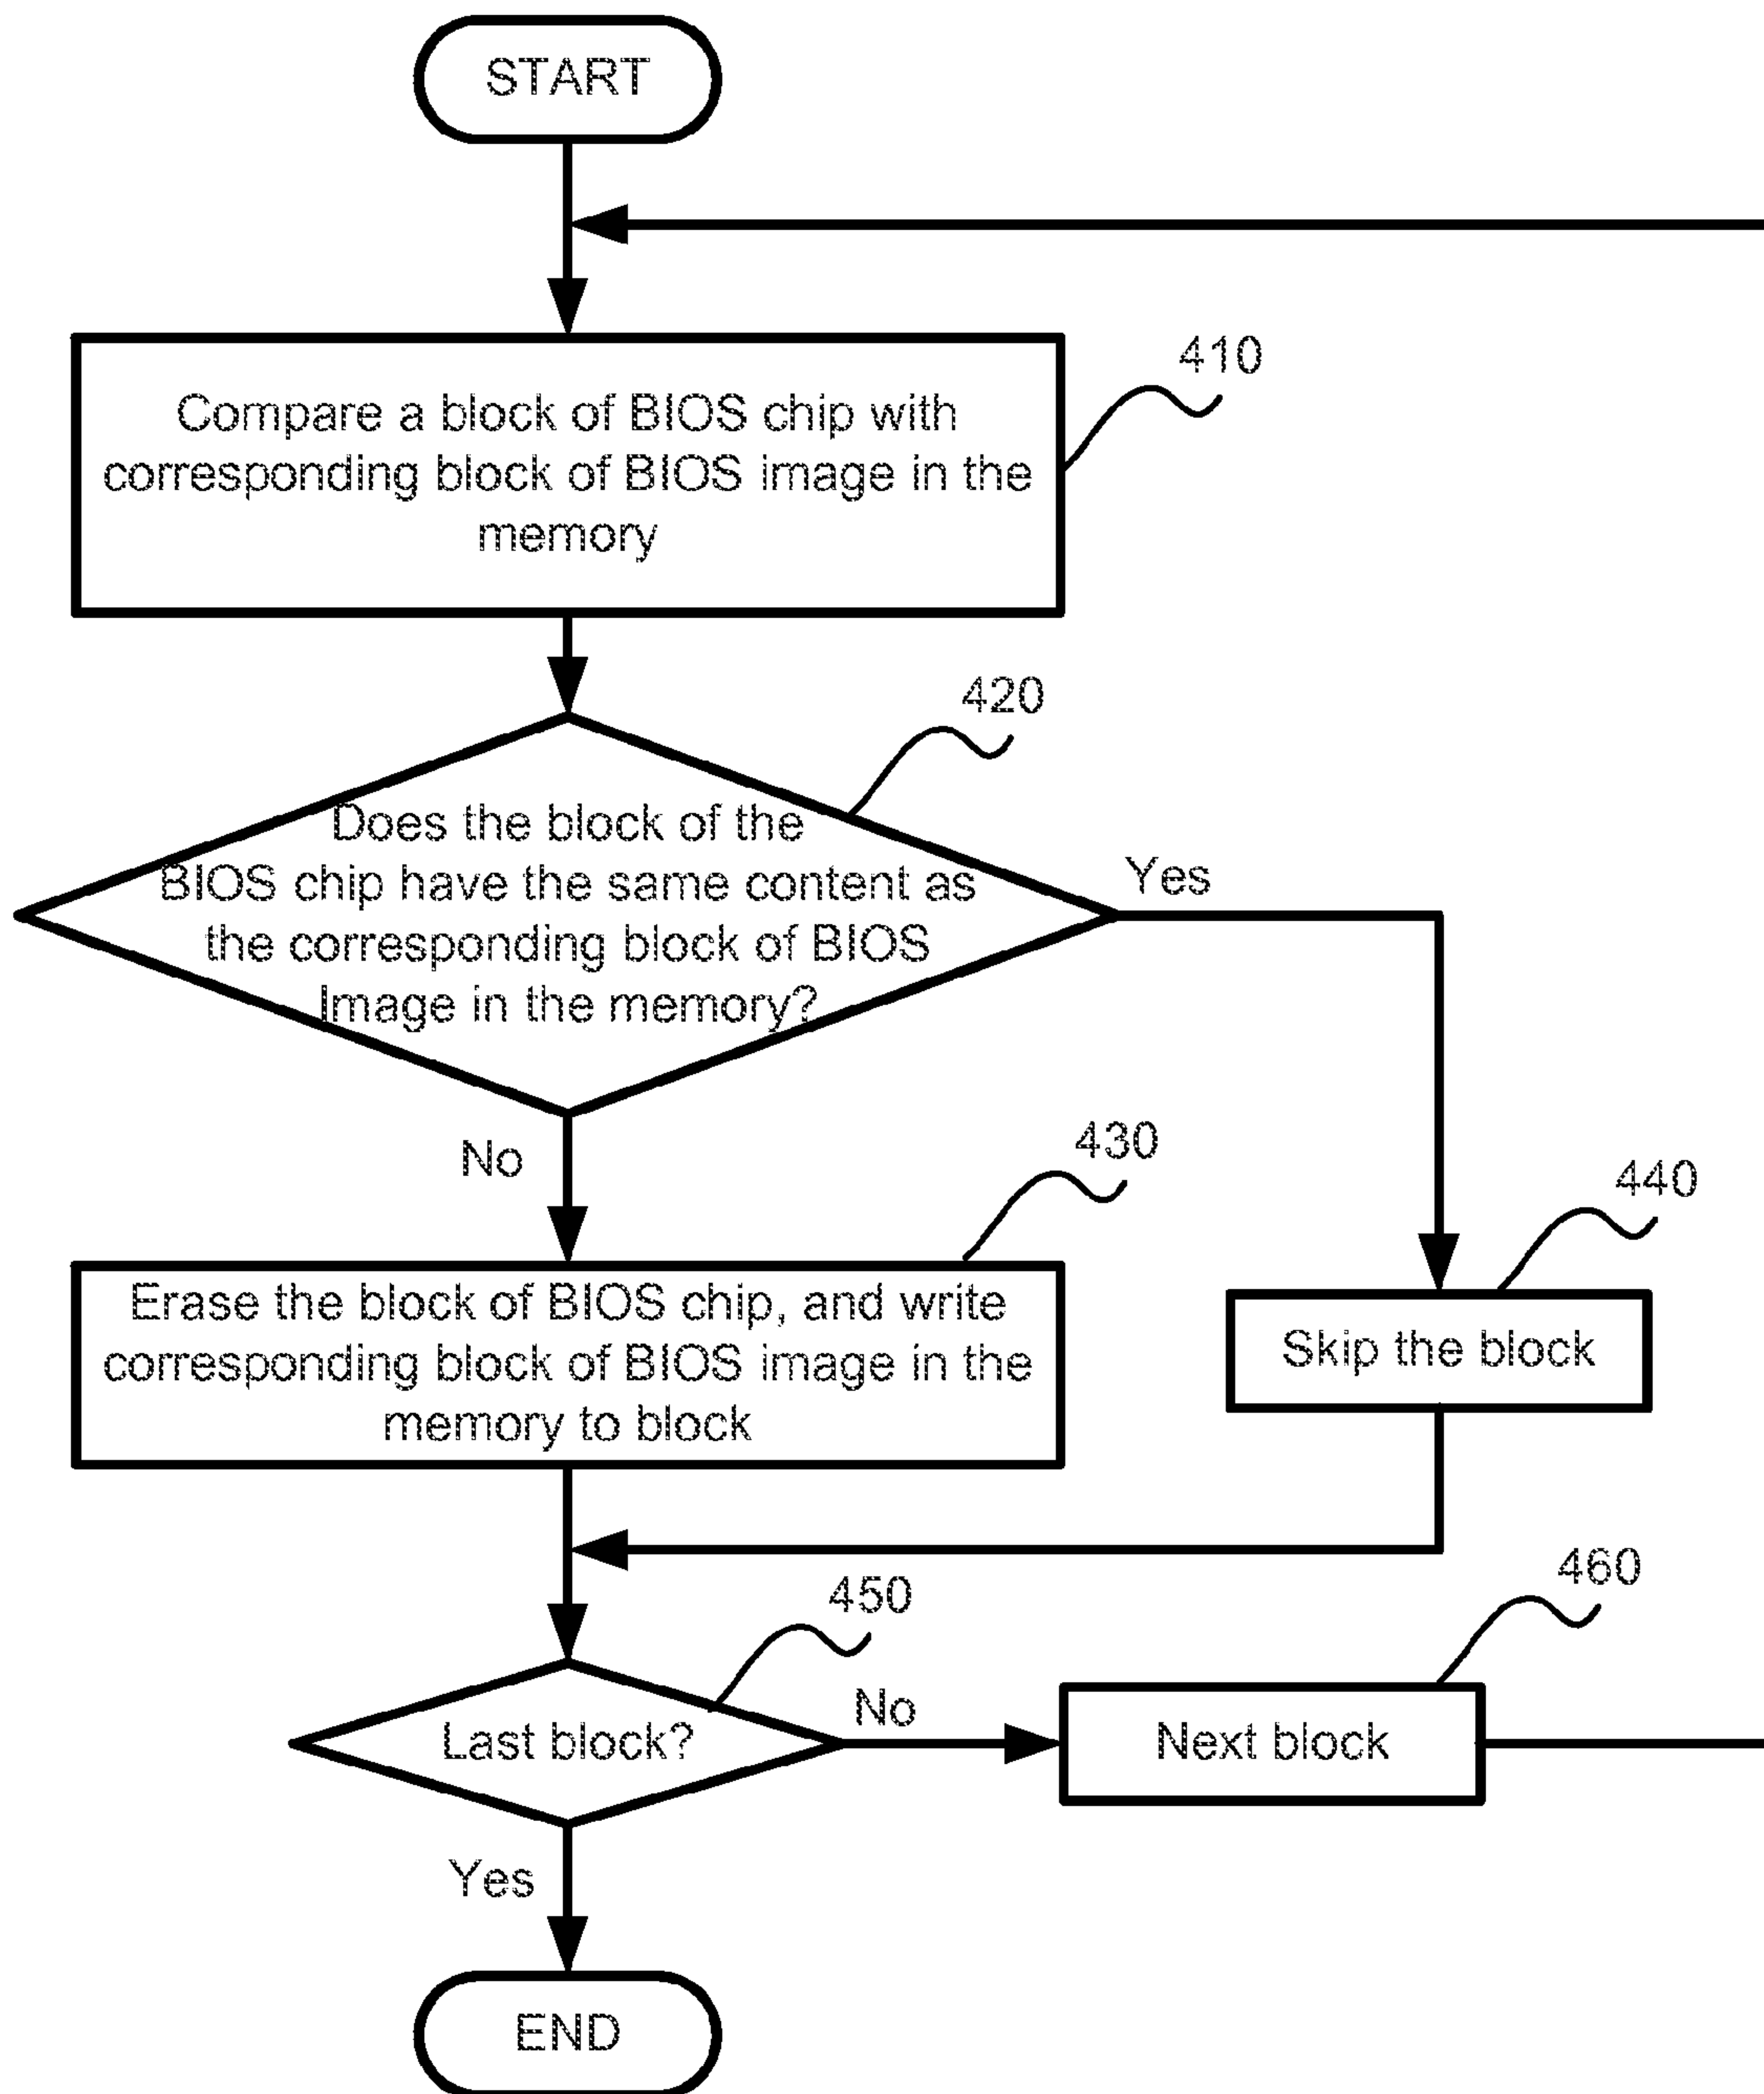 START
410
Compare a block of BIOS chip with
corresponding block of BIOS image in the
memory
420
Does the block of the
BIOS chip have the same content as
the corresponding block of BIOS
Image in the memory?
Yes
No
430
440
Erase the block of BIOS chip, and write
corresponding block of BIOS image in the
memory to block
Skip the block
450
460
Last block?
No
Next block
Yes
END